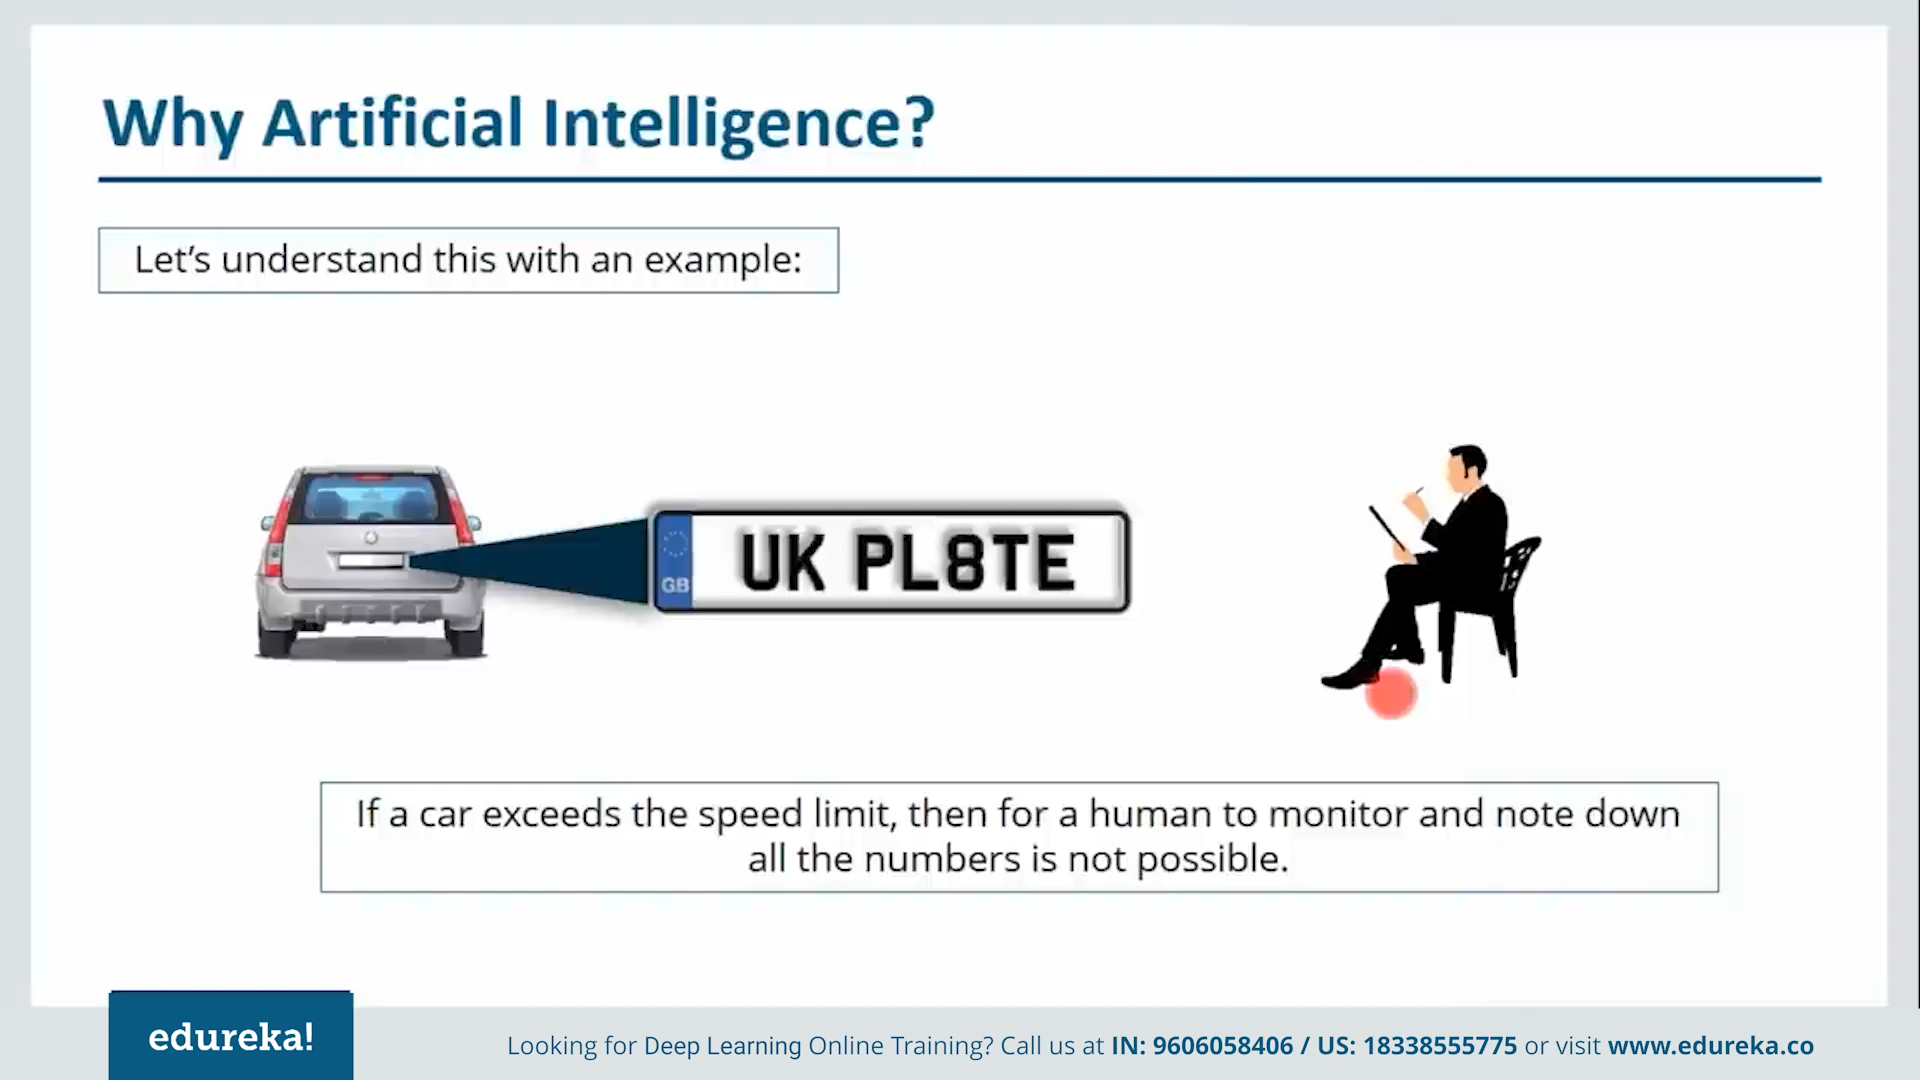 Why Artificial Intelligence?
Let's understand this with an example:
GB
UK PL8TE
If a car exceeds the speed limit, then for a human to monitor and note down
all the numbers is not possible.
edureka!
Looking for Deep Learning Online Training? Call us at IN: 9606058406 / US: 18338555775 or visit www.edureka.co